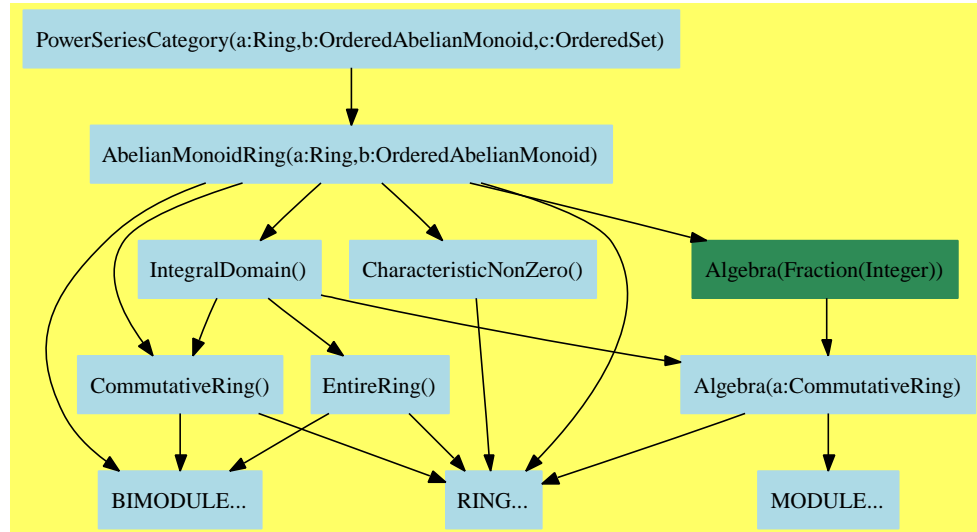 PowerSeriesCategory(a:Ring,b:OrderedAbelianMonoid,c:OrderedSet)
AbelianMonoidRing(a:Ring,b:OrderedAbelianMonoid)
IntegralDomain()
CharacteristicNonZero()
Algebra(Fraction(Integer))
CommutativeRing()
EntireRing()
Algebra(a:CommutativeRing)
BIMODULE...
RING...
MODULE...